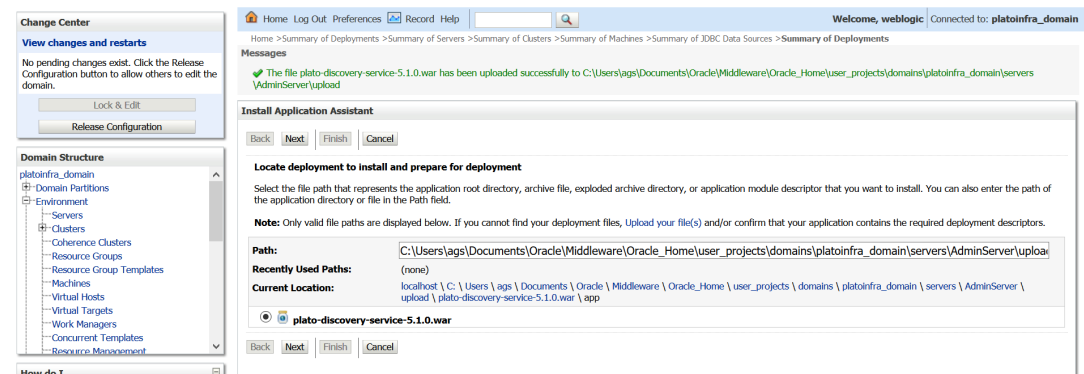 Change Center
View changes and restarts
No pending changes exist. Click the Release
Configuration button to allow others to edit the
domain.
Lock & Edit
Release Configuration
Domain Structure
platoinfra_domain
Domain Partitions
Environment
Servers
Clusters
Coherence Clusters
Resource Groups
Resource Group Templates
Machines
Virtual Hosts
Virtual Targets
Work Managers
Concurrent Templates
Resource Management
How do I
Home Log Out Preferences Record Help
Welcome, weblogic Connected to: platoinfra_domain
Home >Summary of Deployments >Summary of Servers >Summary of Clusters >Summary of Machines >Summary of JDBC Data Sources >Summary of Deployments
Messages
The file plato-discovery-service-5.1.0.war has been uploaded successfully to C:\Users\ags\Documents\Oracle\Middleware\Oracle_Home\user_projects\domains\platoinfra_domain\servers
\AdminServer\upload
Install Application Assistant
Back Next Finish Cancel
Locate deployment to install and prepare for deployment
Select the file path that represents the application root directory, archive file, exploded archive directory, or application module descriptor that you want to install. You can also enter the path of
the application directory or file in the Path field.
Note: Only valid file paths are displayed below. If you cannot find your deployment files, Upload your file(s) and/or confirm that your application contains the required deployment descriptors.
Path: C:\Users\ags\Documents\Oracle\Middleware\Oracle_Home\user_projects\domains\platoinfra_domain\servers\AdminServer\uploa
Recently Used Paths: (none)
Current Location: localhost \ C: \ Users \ ags \ Documents \ Oracle \ Middleware \ Oracle_Home \ user_projects \ domains \ platoinfra_domain \ servers \ AdminServer \
upload \ plato-discovery-service-5.1.0.war \ app
plato-discovery-service-5.1.0.war
Back Next Finish Cancel